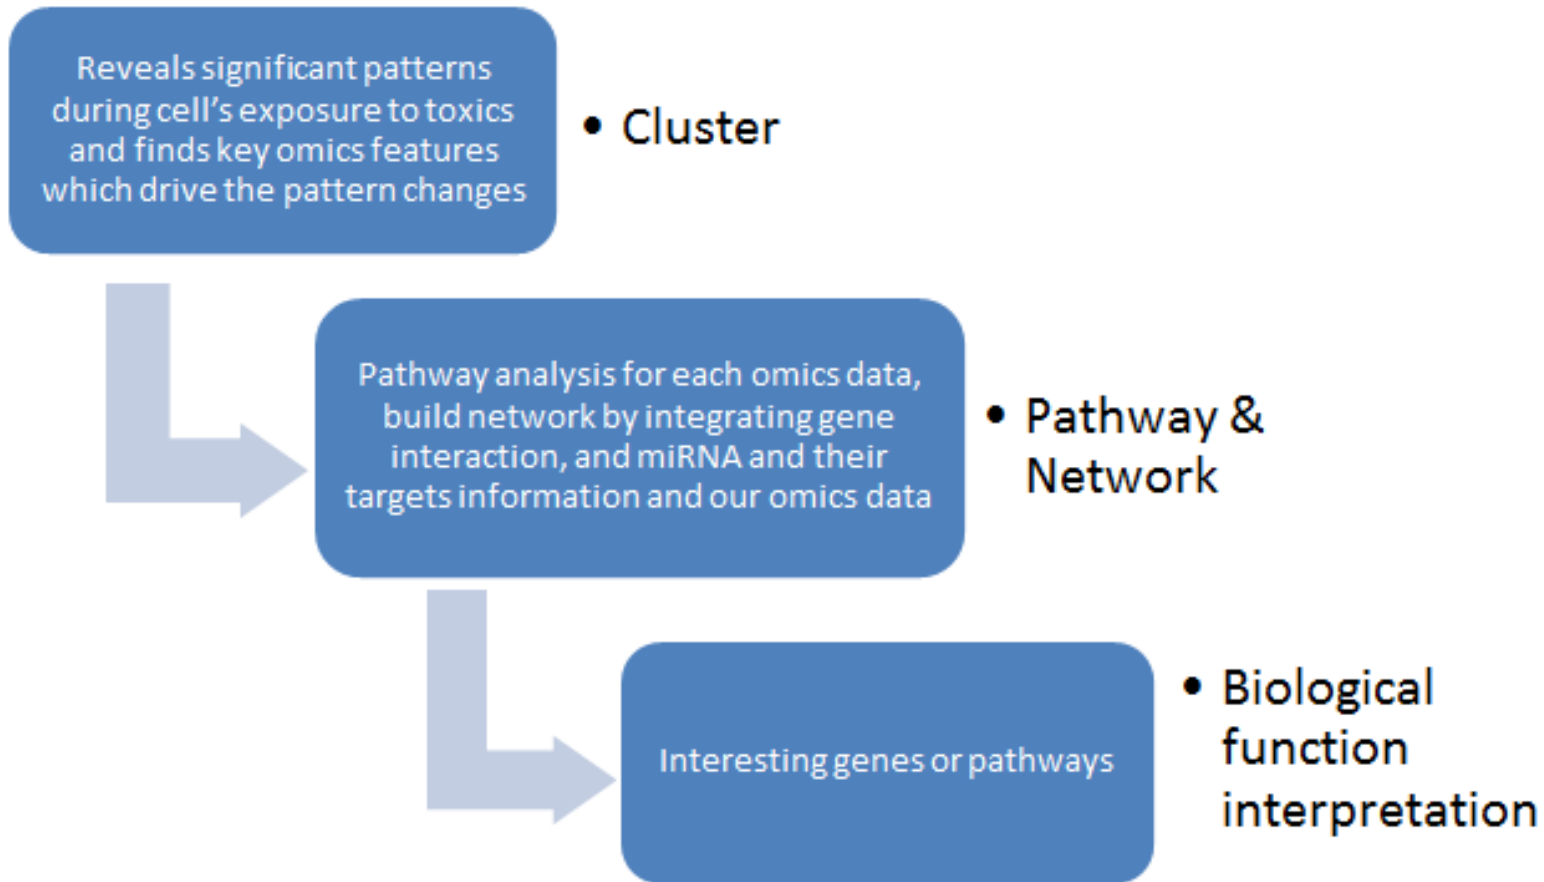 Reveals significant patterns
during cell's exposure to toxics
and finds key omics features
which drive the pattern changes
• Cluster
Pathway analysis for each omics data,
build network by integrating gene
interaction, and miRNA and their
targets information and our omics data
• Pathway &
Network
Interesting genes or pathways
• Biological
function
interpretation